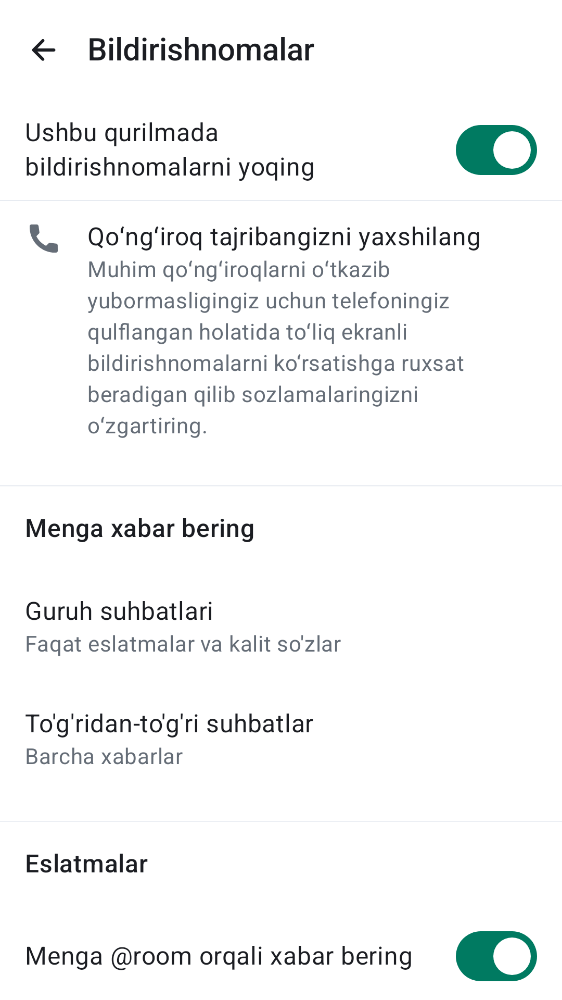 Bildirishnomalar
Ushbu qurilmada
bildirishnomalarni yoqing
Qoʻngʻiroq tajribangizni yaxshilang
Muhim qoʻngʻiroqlarni oʻtkazib
yubormasligingiz uchun telefoningiz
qulflangan holatida toʻliq ekranli
bildirishnomalarni koʻrsatishga ruxsat
beradigan qilib sozlamalaringizni
oʻzgartiring.
Menga xabar bering
Guruh suhbatlari
Faqat eslatmalar va kalit so'zlar
To'g'ridan-to'g'ri suhbatlar
Barcha xabarlar
Eslatmalar
Menga @room orqali xabar bering